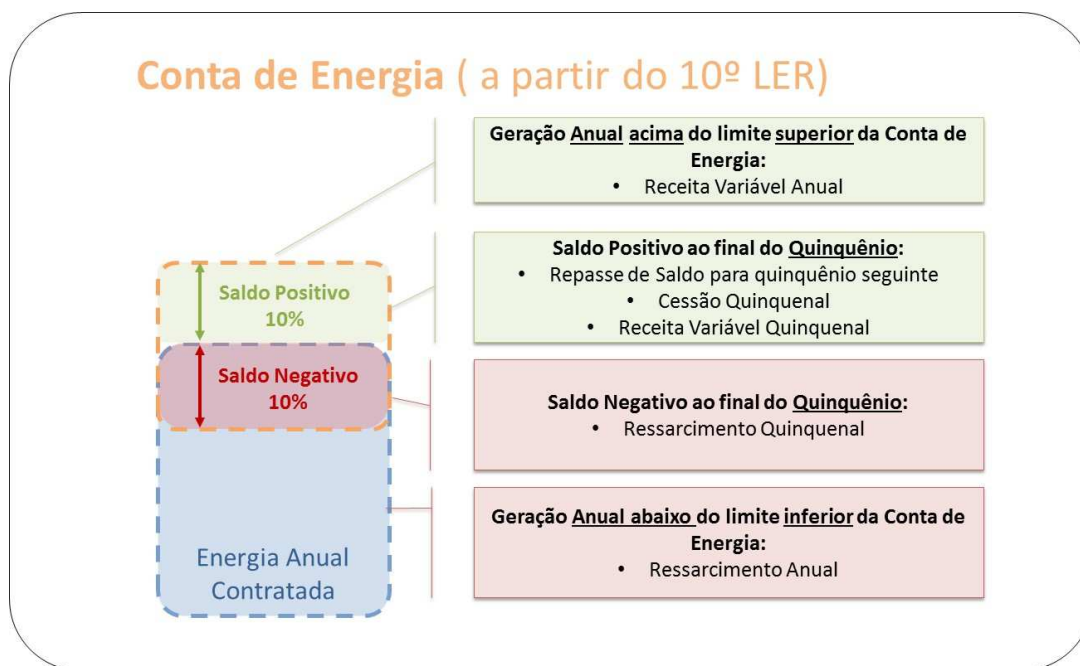 Conta de Energia ( a partir do 10º LER)
Geração Anual acima do limite superior da Conta de
Energia:
• Receita Variável Anual
Saldo Positivo ao final do Quinquênio:
• Repasse de Saldo para quinquênio seguinte
• Cessão Quinquenal
• Receita Variável Quinquenal
Saldo Positivo
10%
Saldo Negativo
10%
Saldo Negativo ao final do Quinquênio:
• Ressarcimento Quinquenal
Geração Anual abaixo do limite inferior da Conta de
Energia:
• Ressarcimento Anual
Energia Anual
Contratada